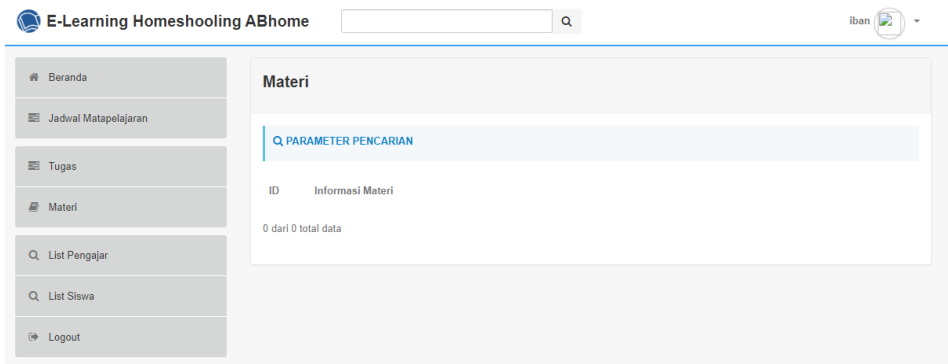 E-Learning Homeshooling ABhome
iban
Beranda
Jadwal Matapelajaran
Tugas
Materi
List Pengajar
List Siswa
Logout
Materi
PARAMETER PENCARIAN
ID Informasi Materi
0 dari 0 total data